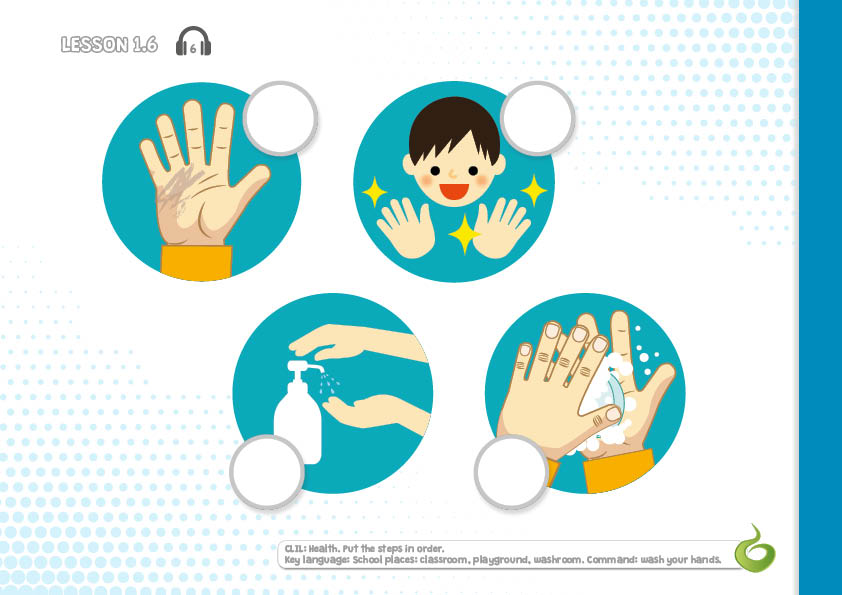 LESSON 1.6
6
CLIL: Health. Put the steps in order.
Key language: School places: classroom, playground, washroom. Command: wash your hands.
6